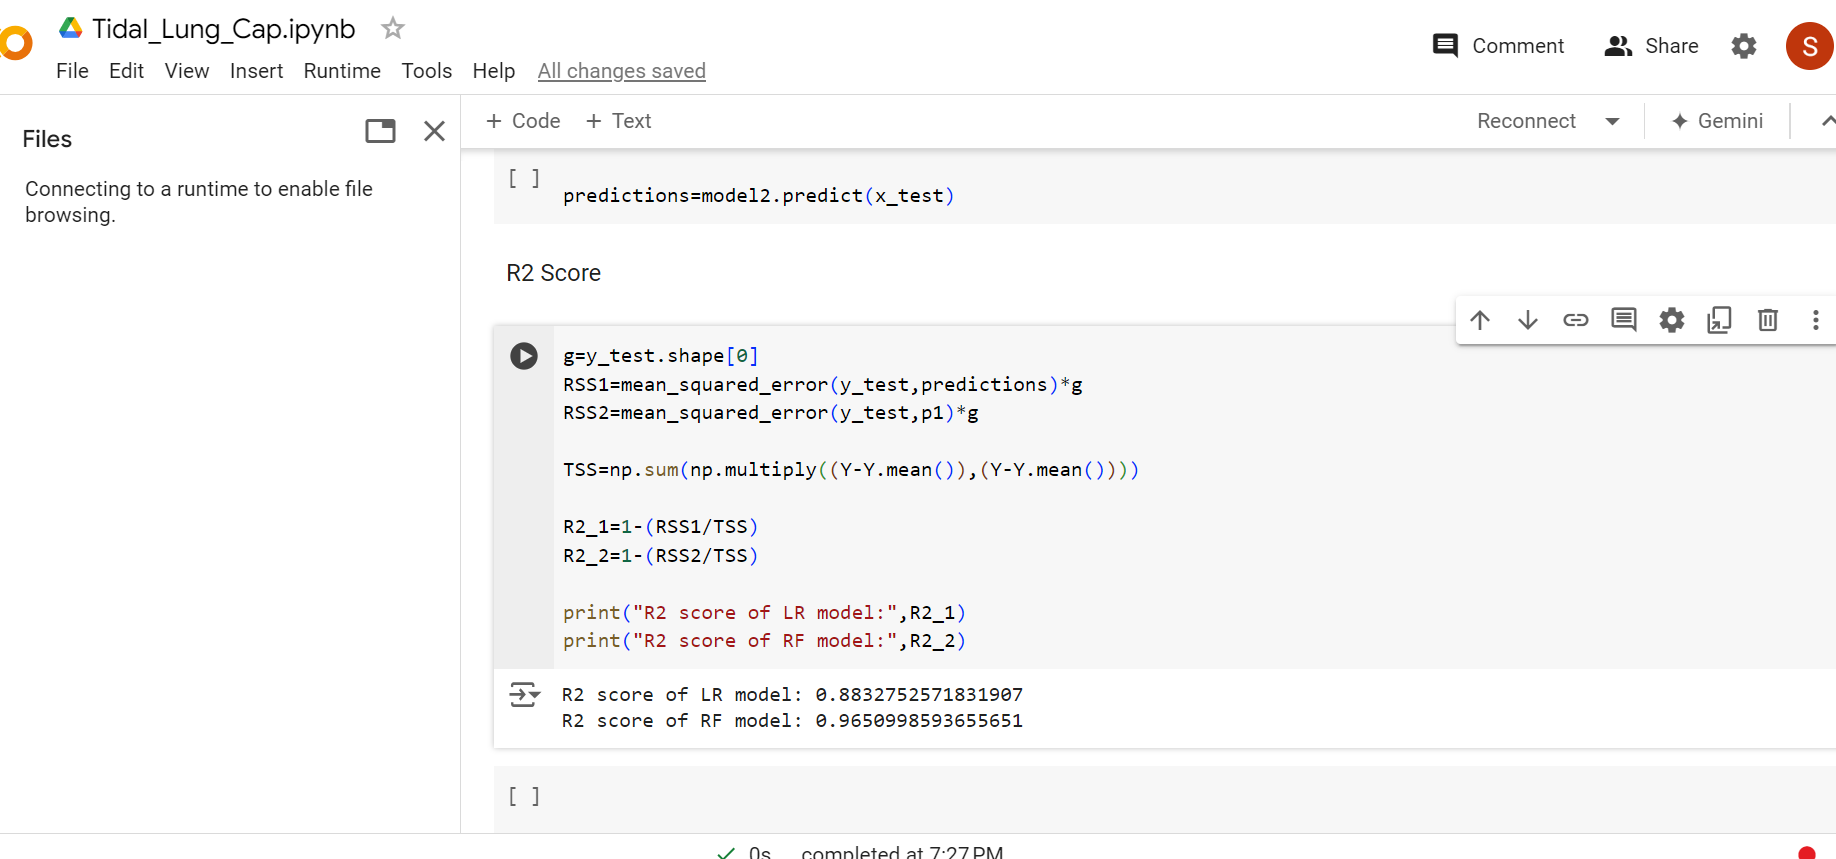 Tidal_Lung_Cap.ipynb
File Edit View Insert Runtime Tools Help All changes saved
Comment Share S
Files
Connecting to a runtime to enable file
browsing.
+ Code + Text
Reconnect Gemini
[ ]
predictions=model2.predict(x_test)
R2 Score
g=y_test.shape[0]
RSS1=mean_squared_error(y_test,predictions)*g
RSS2=mean_squared_error(y_test,p1)*g
TSS=np.sum(np.multiply((Y-Y.mean()),(Y-Y.mean())))
R2_1=1-(RSS1/TSS)
R2_2=1-(RSS2/TSS)
print("R2 score of LR model:",R2_1)
print("R2 score of RF model:",R2_2)
R2 score of LR model: 0.8832752571831907
R2 score of RF model: 0.9650998593655651
[ ]
0s completed at 7:27 PM